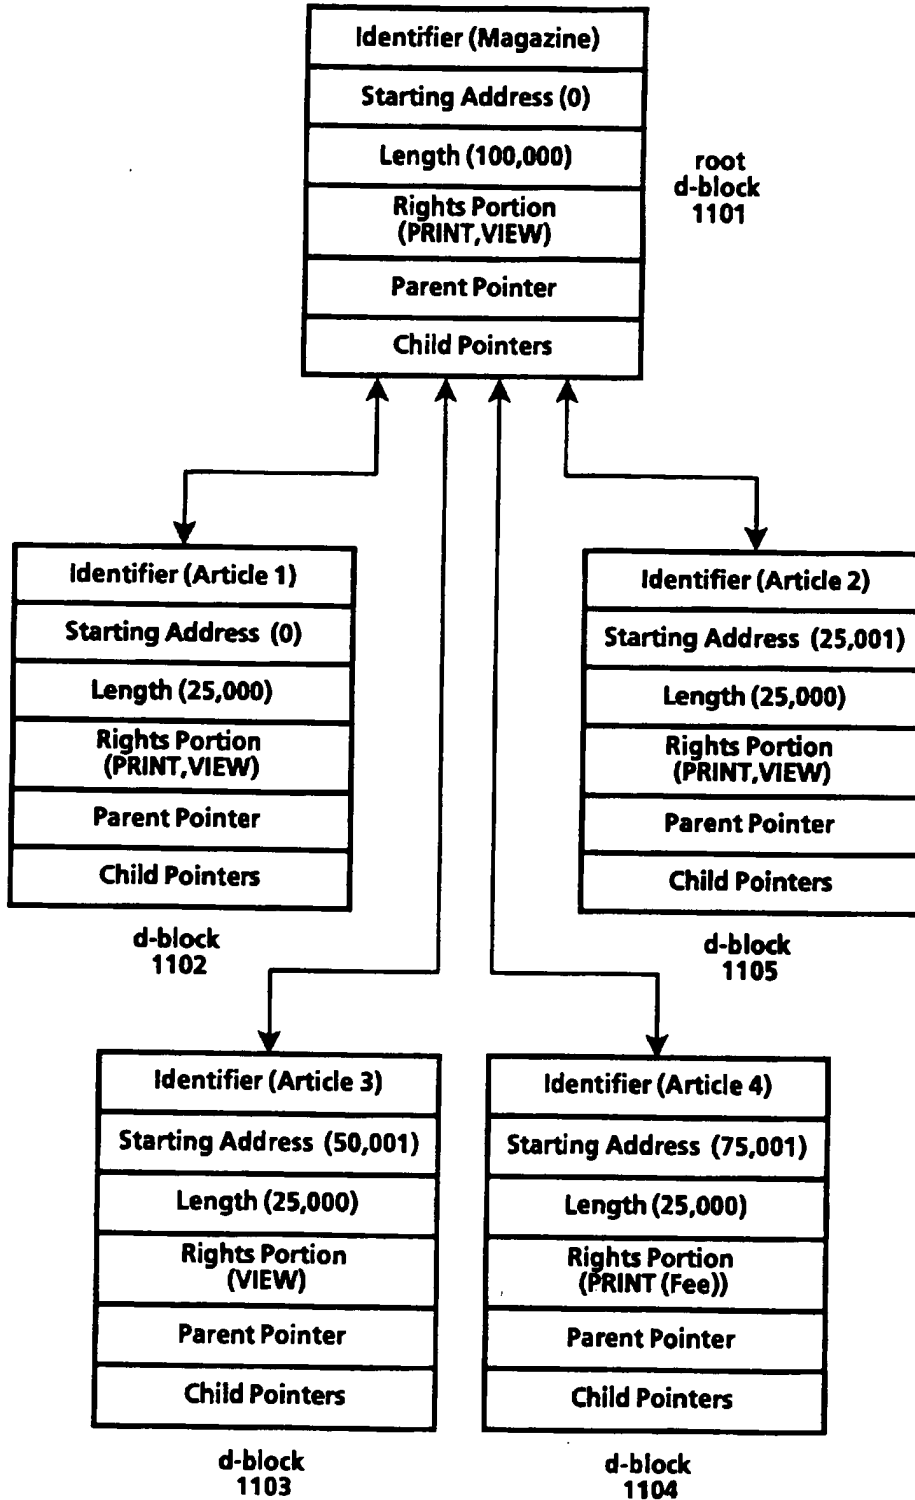 Identifier (Magazine)
Starting Address (0)
Length (100,000)
Rights Portion
(PRINT,VIEW)
Parent Pointer
Child Pointers
root
d-block
1101
Identifier (Article 1)
Starting Address (0)
Length (25,000)
Rights Portion
(PRINT,VIEW)
Parent Pointer
Child Pointers
d-block
1102
Identifier (Article 2)
Starting Address (25,001)
Length (25,000)
Rights Portion
(PRINT,VIEW)
Parent Pointer
Child Pointers
d-block
1105
Identifier (Article 3)
Starting Address (50,001)
Length (25,000)
Rights Portion
(VIEW)
Parent Pointer
Child Pointers
d-block
1103
Identifier (Article 4)
Starting Address (75,001)
Length (25,000)
Rights Portion
(PRINT (Fee))
Parent Pointer
Child Pointers
d-block
1104